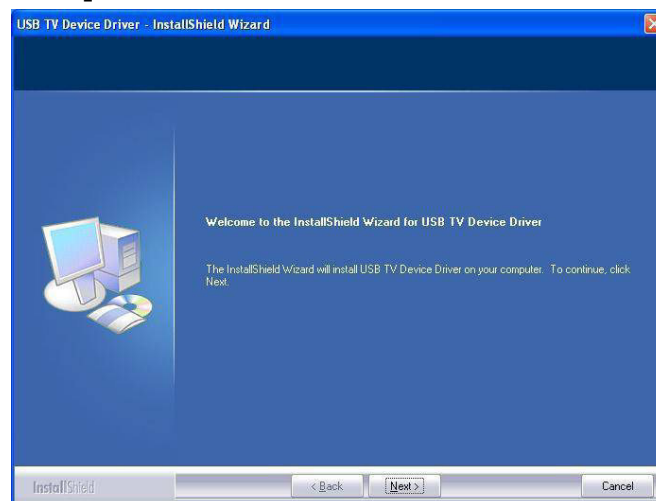 USB TV Device Driver - InstallShield Wizard
Welcome to the InstallShield Wizard for USB TV Device Driver
The InstallShield Wizard will install USB TV Device Driver on your computer. To continue, click
Next.
InstallShield
< Back
Next >
Cancel